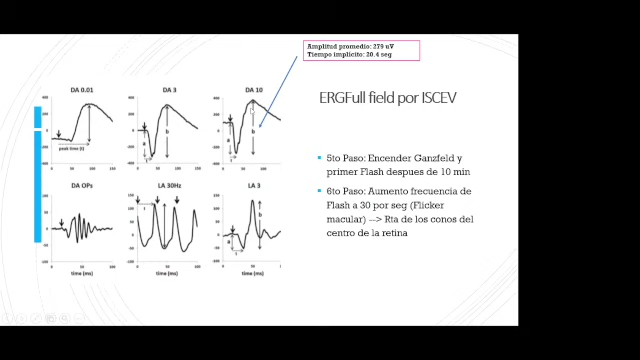 Amplitud promedio: 279 uV
Tiempo implicito: 20.4 seg
DA 0.01
DA 3
DA 10
peak time (t)
a
b
t
a
b
t
a
b
t
ERGFull field por ISCEV
5to Paso: Encender Ganzfeld y
primer Flash despues de 10 min
6to Paso: Aumento frecuencia de
Flash a 30 por seg (Flicker
macular) --> Rta de los conos del
centro de la retina
DA OPs
LA 30Hz
LA 3
time (ms)
time (ms)
time (ms)